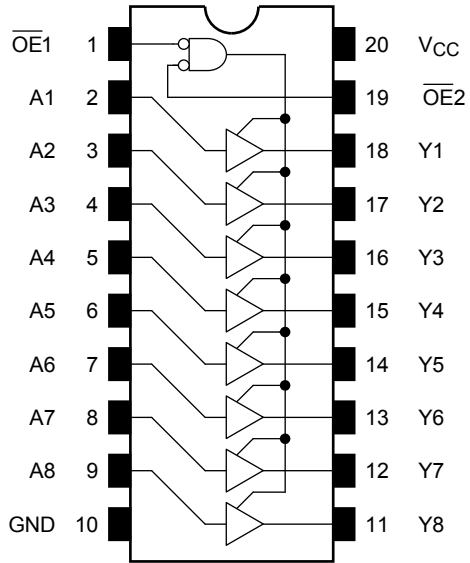 O̅E̅1 1 20 VCC
A1 2 19 O̅E̅2
A2 3 18 Y1
A3 4 17 Y2
A4 5 16 Y3
A5 6 15 Y4
A6 7 14 Y5
A7 8 13 Y6
A8 9 12 Y7
GND 10 11 Y8